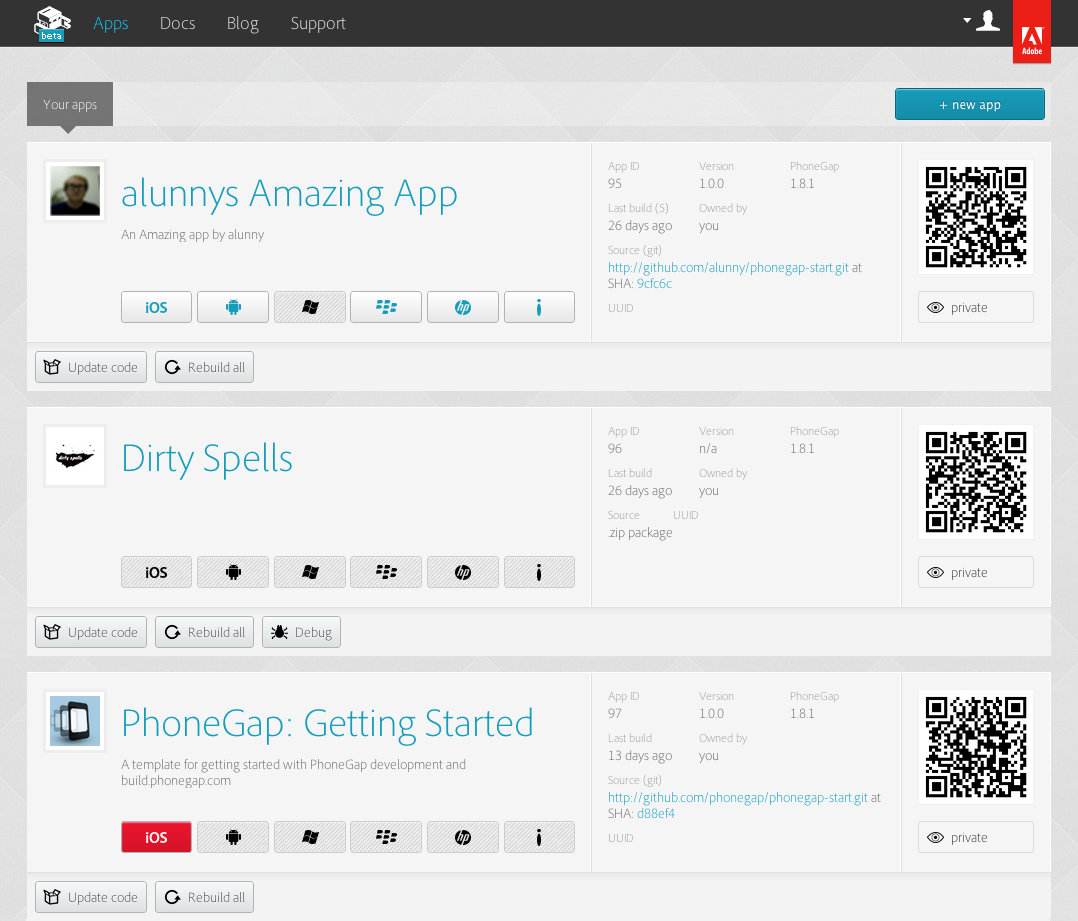 beta
Apps
Docs
Blog
Support
Adobe
Your apps
+ new app
alunnys Amazing App
An Amazing app by alunny
iOS
hp
App ID
Version
PhoneGap
95
1.0.0
1.8.1
Last build (5)
Owned by
26 days ago
you
Source (git)
http://github.com/alunny/phonegap-start.git at
SHA: 9cfc6c
UUID
private
Update code
Rebuild all
dirty spells
Dirty Spells
iOS
hp
App ID
Version
PhoneGap
96
n/a
1.8.1
Last build
Owned by
26 days ago
you
Source
UUID
.zip package
private
Update code
Rebuild all
Debug
PhoneGap: Getting Started
A template for getting started with PhoneGap development and
build.phonegap.com
iOS
hp
App ID
Version
PhoneGap
97
1.0.0
1.8.1
Last build
Owned by
13 days ago
you
Source (git)
http://github.com/phonegap/phonegap-start.git at
SHA: d88ef4
UUID
private
Update code
Rebuild all